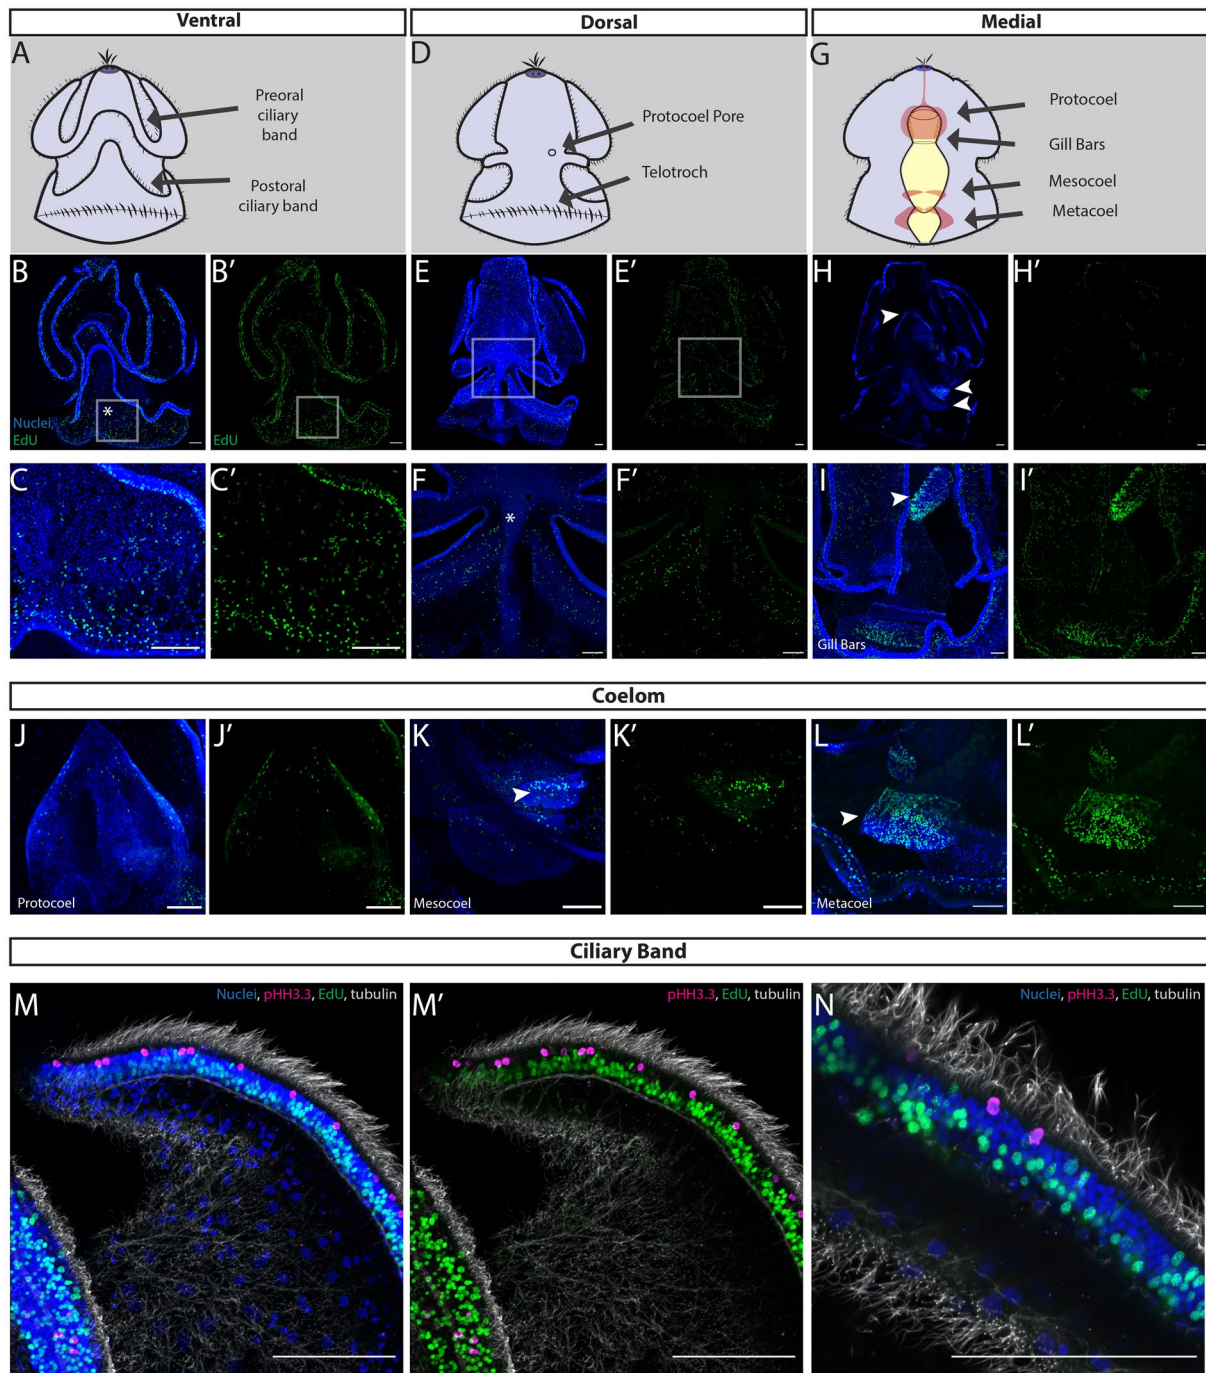 Ventral
Dorsal
Medial
A
Preoral
ciliary
band
Postoral
ciliary band
D
Protocoel Pore
Telotroch
G
Protocoel
Gill Bars
Mesocoel
Metacoel
B
*
Nuclei,
EdU
B′
EdU
E
E′
H
H′
C
C′
F
*
F′
I
Gill Bars
I′
Coelom
J
Protocoel
J′
K
Mesocoel
K′
L
Metacoel
L′
Ciliary Band
M
Nuclei, pHH3.3, EdU, tubulin
M′
pHH3.3, EdU, tubulin
N
Nuclei, pHH3.3, EdU, tubulin